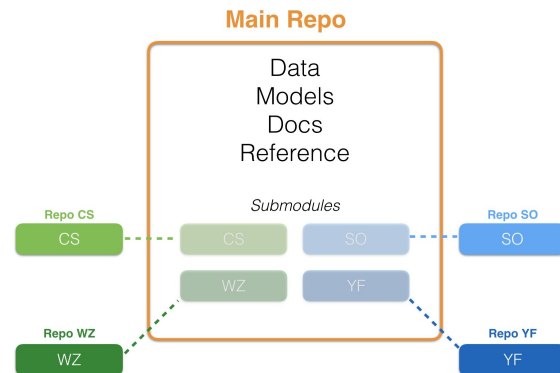 Main Repo
Data
Models
Docs
Reference
Submodules
Repo CS
Repo SO
CS
CS
SO
SO
WZ
YF
Repo WZ
Repo YF
WZ
YF